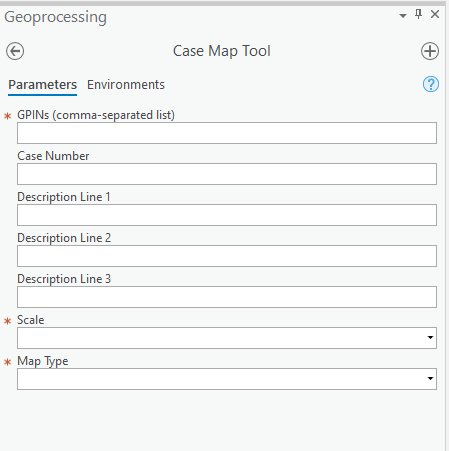 Geoprocessing
Case Map Tool
Parameters Environments
?
* GPINs (comma-separated list)
Case Number
Description Line 1
Description Line 2
Description Line 3
* Scale
* Map Type